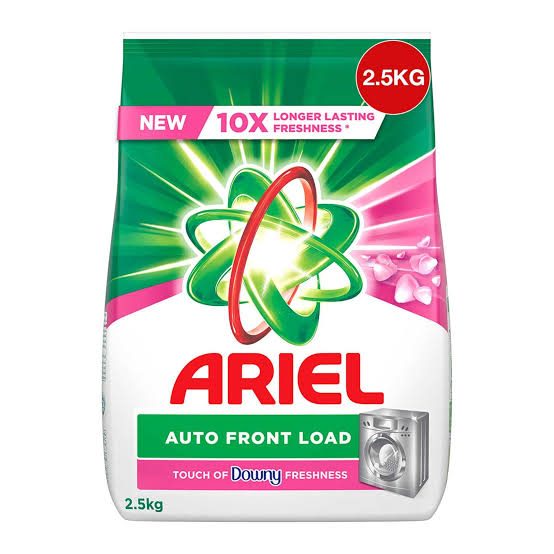 2.5KG
NEW 10X LONGER LASTING
FRESHNESS *
ARIEL
AUTO FRONT LOAD
TOUCH OF Downy FRESHNESS
2.5kg